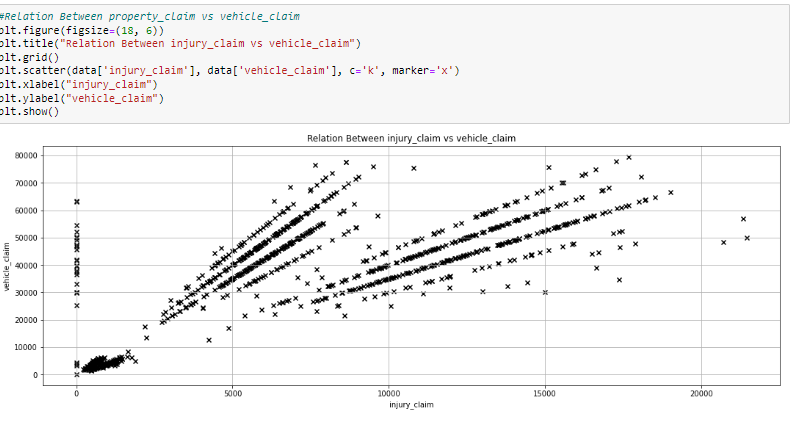 #Relation Between property_claim vs vehicle_claim
plt.figure(figsize=(18, 6))
plt.title("Relation Between injury_claim vs vehicle_claim")
plt.grid()
plt.scatter(data['injury_claim'], data['vehicle_claim'], c='k', marker='x')
plt.xlabel("injury_claim")
plt.ylabel("vehicle_claim")
plt.show()
Relation Between injury_claim vs vehicle_claim
80000
70000
60000
50000
40000
30000
20000
10000
0
vehicle_claim
0 5000 10000 15000 20000
injury_claim